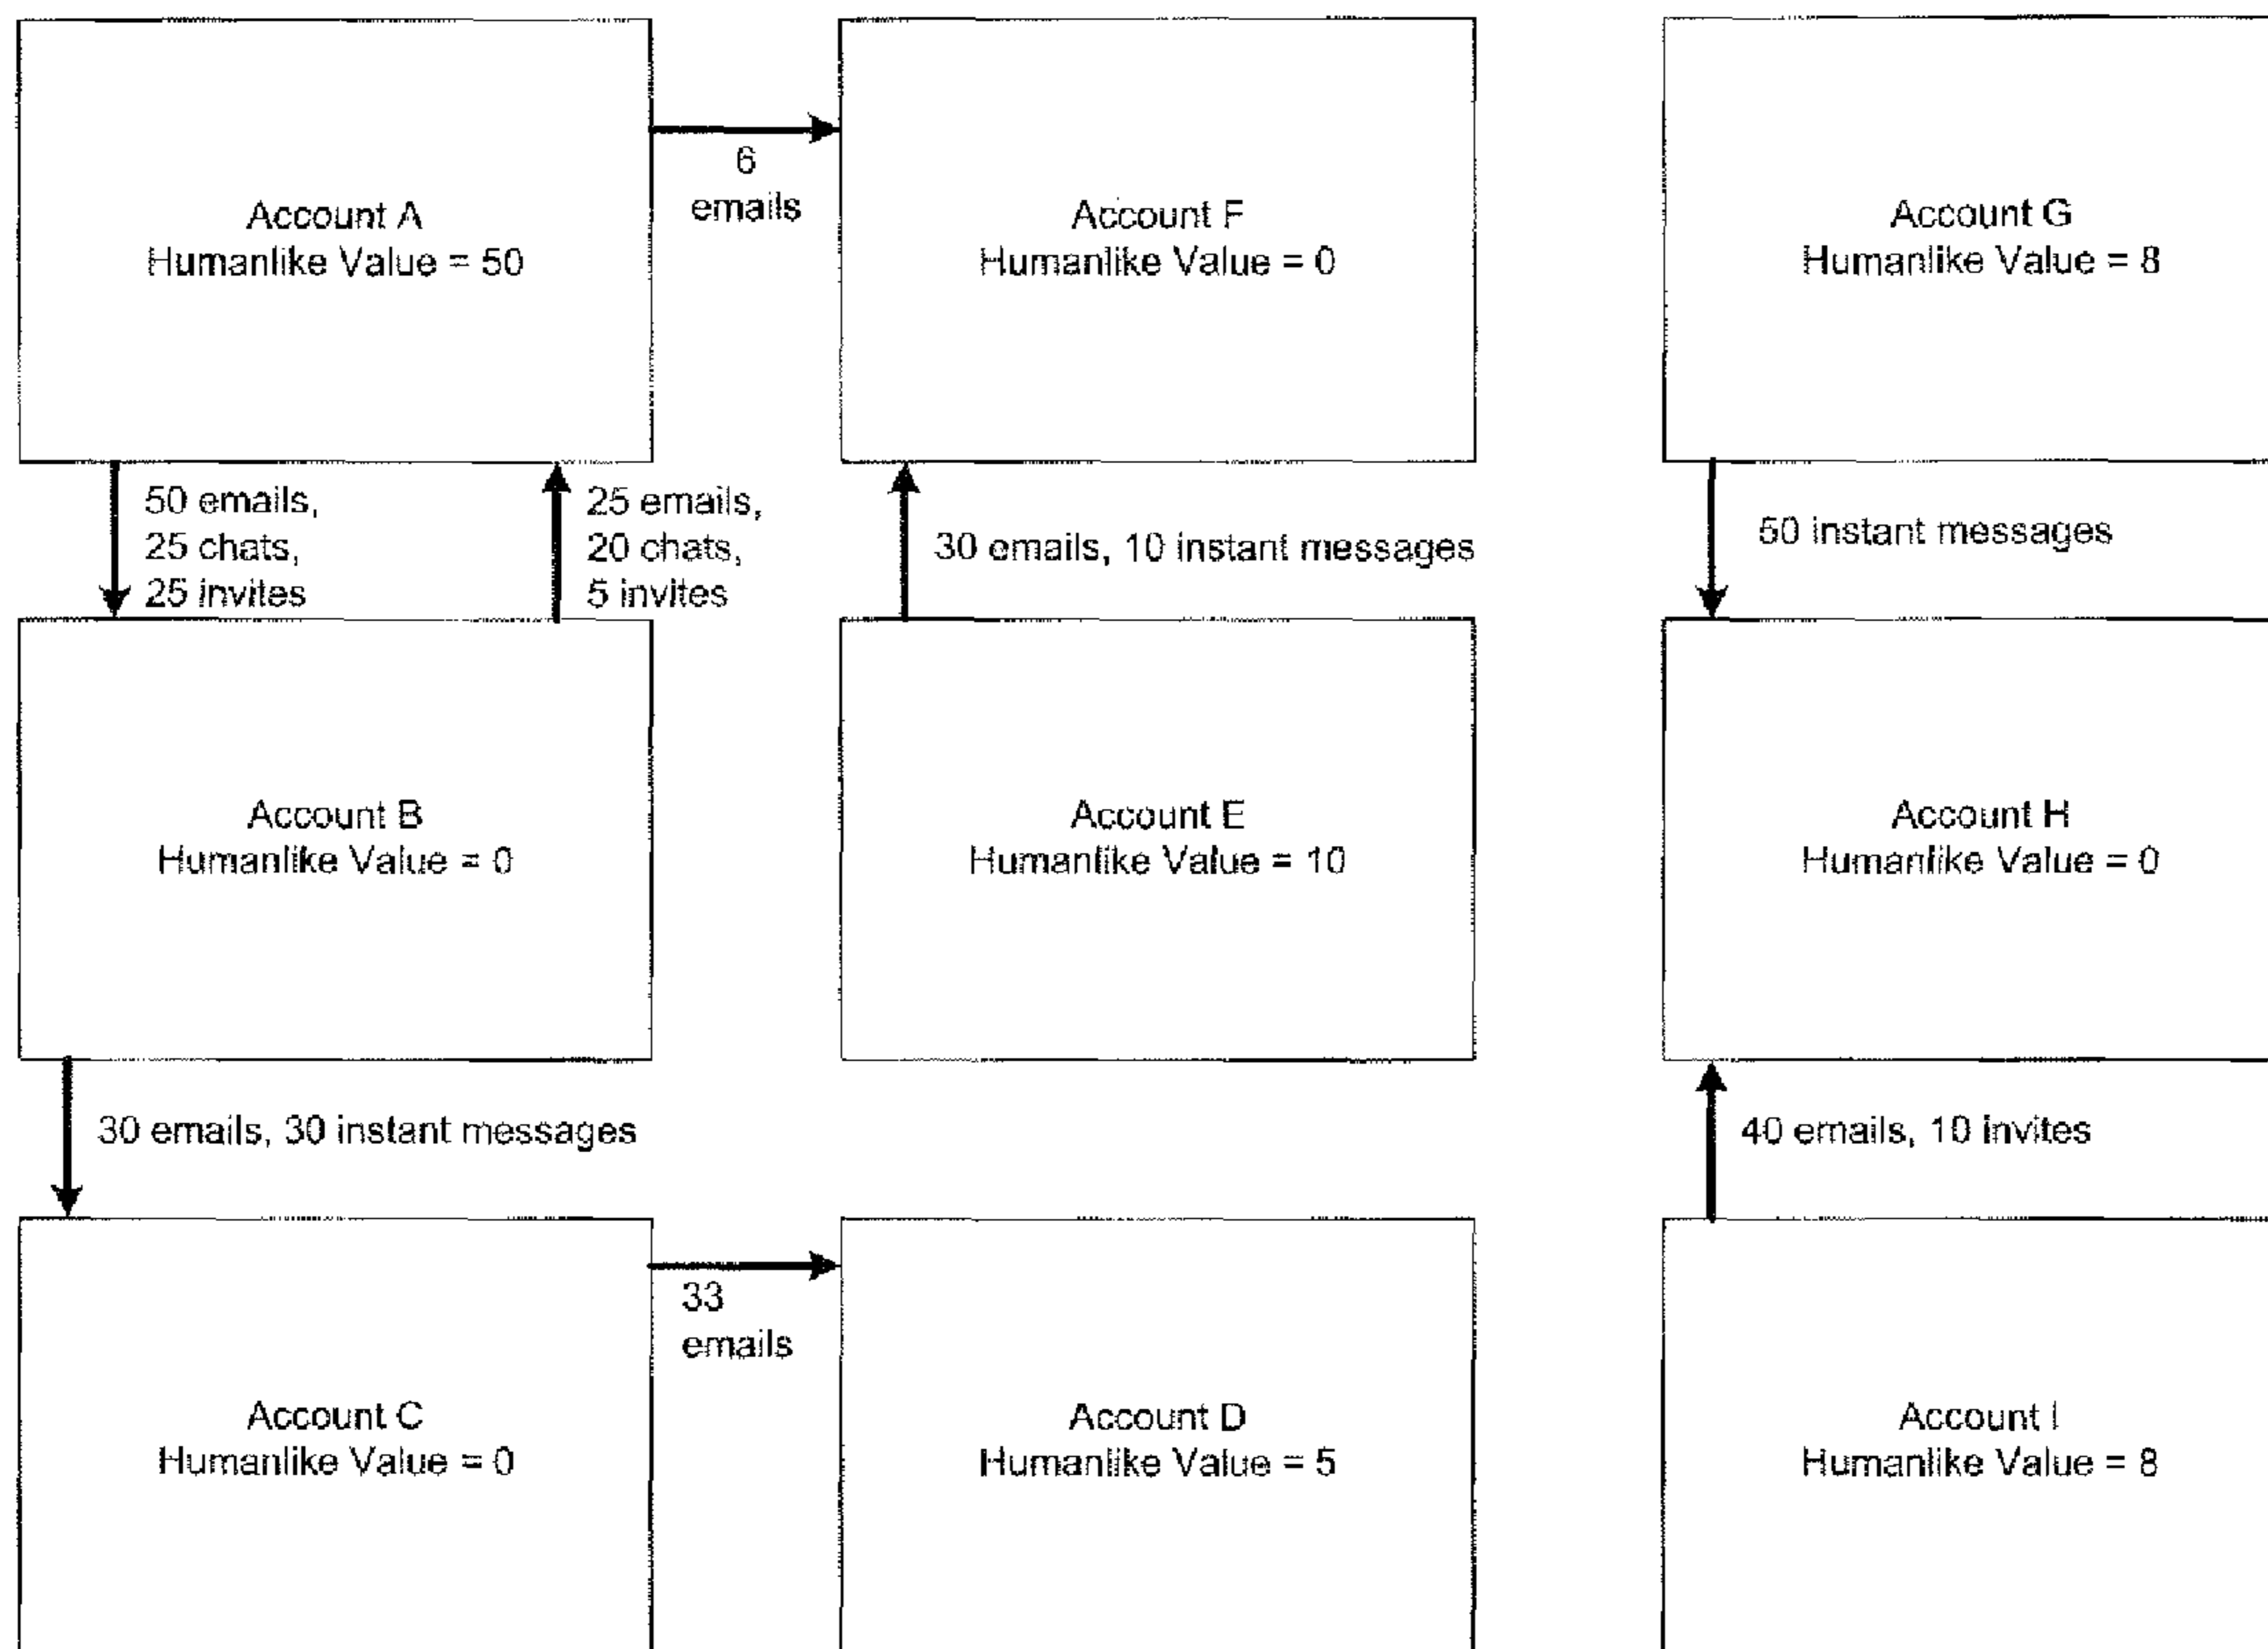 Account A
Humanlike Value = 50
6
emails
Account F
Humanlike Value = 0
Account G
Humanlike Value = 8
50 emails,
25 chats,
25 invites
25 emails,
20 chats,
5 invites
30 emails, 10 instant messages
50 instant messages
Account B
Humanlike Value = 0
Account E
Humanlike Value = 10
Account H
Humanlike Value = 0
30 emails, 30 instant messages
40 emails, 10 invites
33
emails
Account C
Humanlike Value = 0
Account D
Humanlike Value = 5
Account I
Humanlike Value = 8